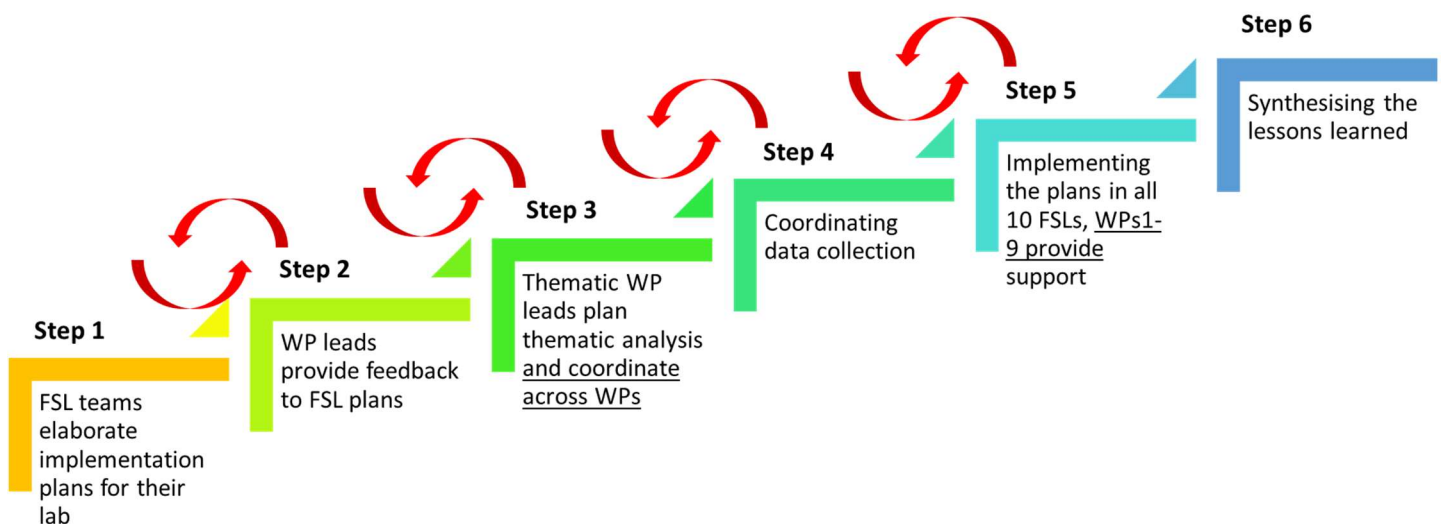 Step 1
FSL teams
elaborate
implementation
plans for their
lab
Step 2
WP leads
provide feedback
to FSL plans
Step 3
Thematic WP
leads plan
thematic analysis
and coordinate
across WPs
Step 4
Coordinating
data collection
Step 5
Implementing
the plans in all
10 FSLs, WPs1-
9 provide
support
Step 6
Synthesising the
lessons learned